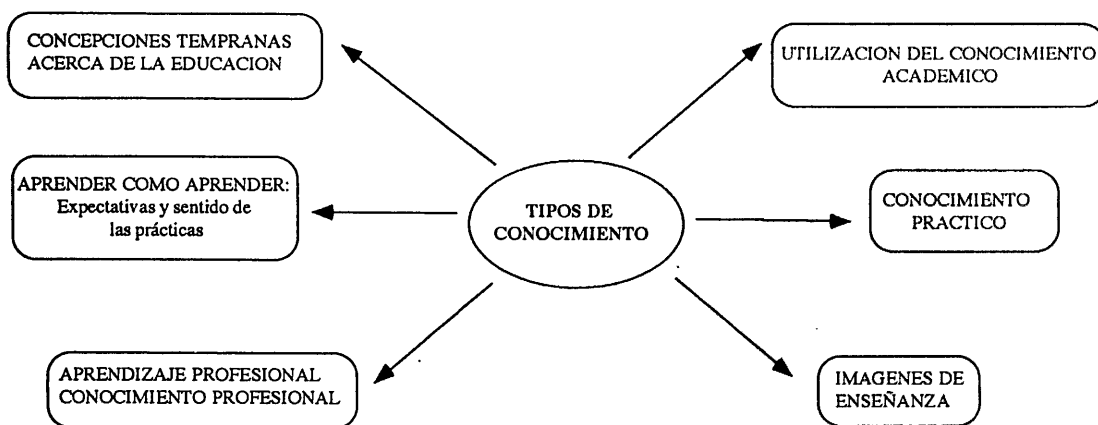 CONCEPCIONES TEMPRANAS
ACERCA DE LA EDUCACION
UTILIZACION DEL CONOCIMIENTO
ACADEMICO
APRENDER COMO APRENDER:
Expectativas y sentido de
las prácticas
TIPOS DE
CONOCIMIENTO
CONOCIMIENTO
PRACTICO
APRENDIZAJE PROFESIONAL
CONOCIMIENTO PROFESIONAL
IMAGENES DE
ENSEÑANZA